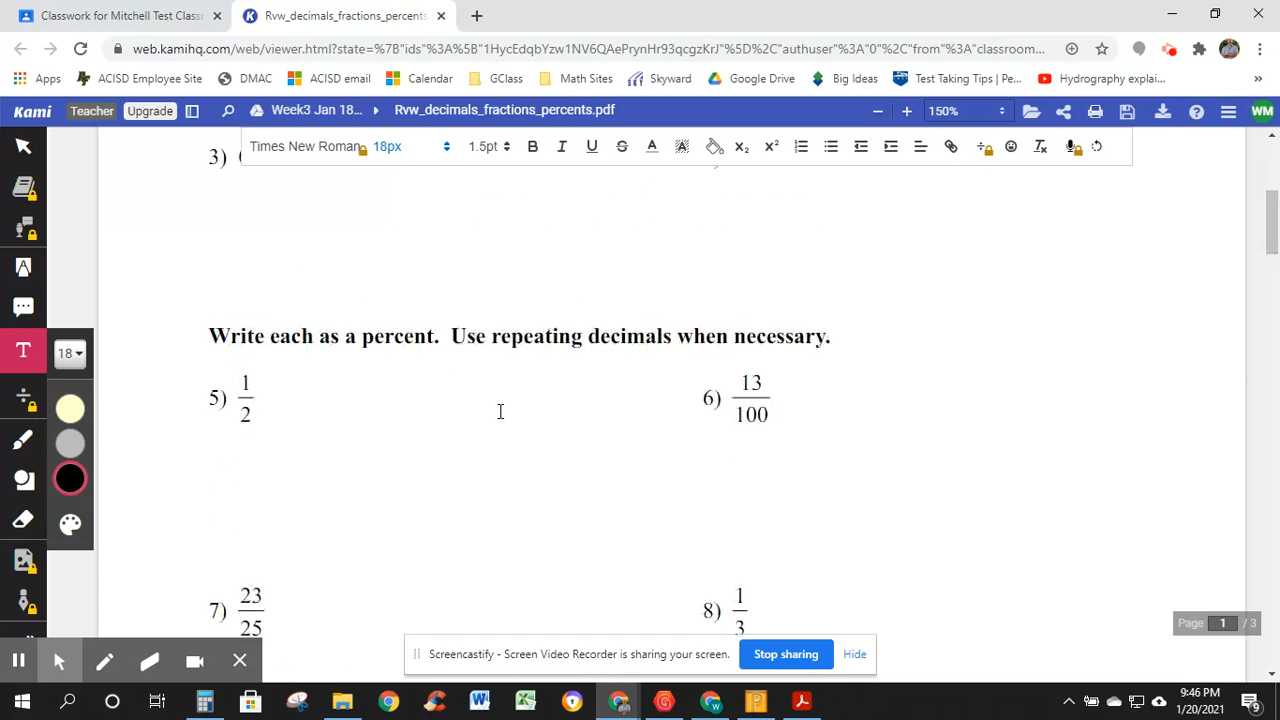 Classwork for Mitchell Test Classr
Rvw_decimals_fractions_percents
web.kamihq.com/web/viewer.html?state=%7B"ids"%3A%5B"1HycEdqbYzw1NV6QAePrynHr93qcgzKrJ"%5D%2C"authuser"%3A"0"%2C"from"%3A"classroom...
Apps ACISD Employee Site DMAC ACISD email Calendar GClass Math Sites Skyward Google Drive Big Ideas Test Taking Tips | Pe... Hydrography explai... »
Kami Teacher Upgrade Week3 Jan 18... Rvw_decimals_fractions_percents.pdf 150% WM
Times New Roman 18px 1.5pt B I U S A A X₂ X²
3)
T 18
Write each as a percent. Use repeating decimals when necessary.
5) 1/2 6) 13/100
7) 23/25 8) 1/3
Page 1 / 3
Screencastify - Screen Video Recorder is sharing your screen. Stop sharing Hide
9:46 PM
1/20/2021
9